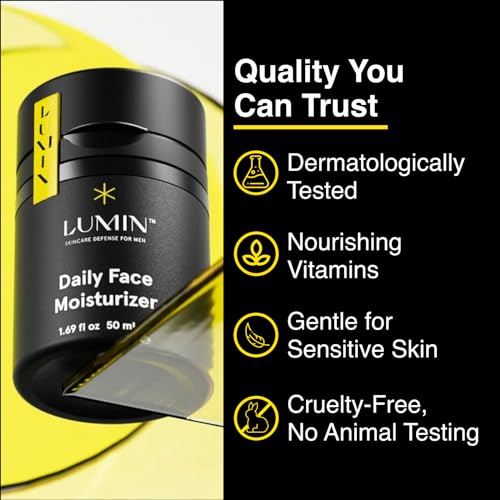 LUMIN
LUMIN™
SKINCARE DEFENSE FOR MEN
Daily Face
Moisturizer
1.69 fl oz 50 ml
Quality You
Can Trust
Dermatologically
Tested
Nourishing
Vitamins
Gentle for
Sensitive Skin
Cruelty-Free,
No Animal Testing